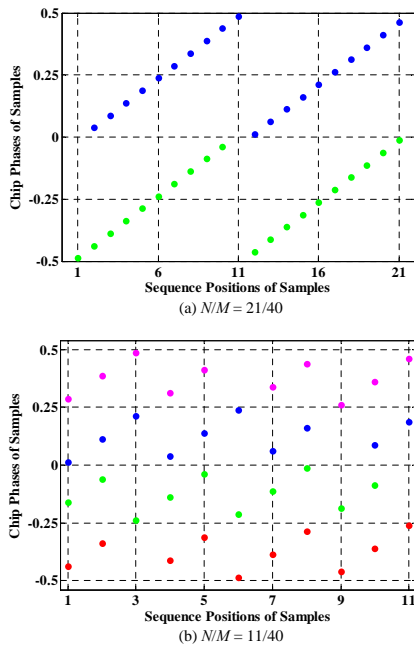 0.5
0.25
0
-0.25
-0.5
Chip Phases of Samples
1 6 11 16 21
Sequence Positions of Samples
(a) N/M = 21/40
0.5
0.25
0
-0.25
-0.5
Chip Phases of Samples
1 3 5 7 9 11
Sequence Positions of Samples
(b) N/M = 11/40